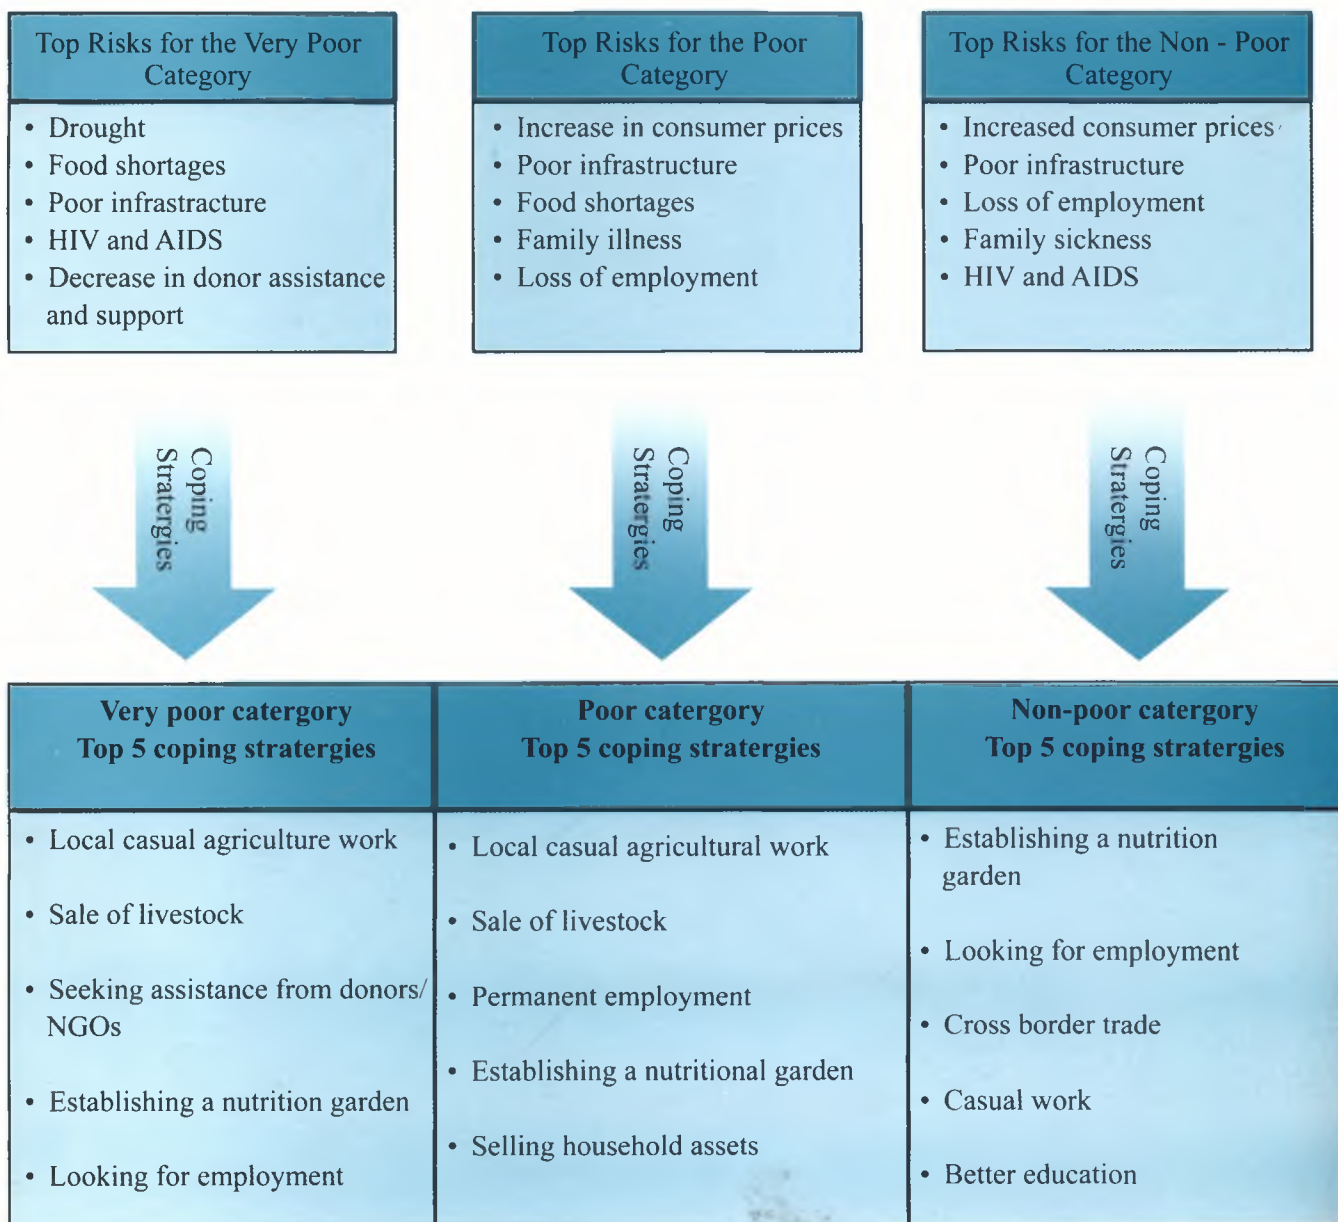 Top Risks for the Very Poor
Category
• Drought
• Food shortages
• Poor infrastracture
• HIV and AIDS
• Decrease in donor assistance
and support
Top Risks for the Poor
Category
• Increase in consumer prices
• Poor infrastructure
• Food shortages
• Family illness
• Loss of employment
Top Risks for the Non - Poor
Category
• Increased consumer prices
• Poor infrastructure
• Loss of employment
• Family sickness
• HIV and AIDS
Coping
Stratergies
Coping
Stratergies
Coping
Stratergies
Very poor catergory
Top 5 coping stratergies
• Local casual agriculture work
• Sale of livestock
• Seeking assistance from donors/
NGOs
• Establishing a nutrition garden
• Looking for employment
Poor catergory
Top 5 coping stratergies
• Local casual agricultural work
• Sale of livestock
• Permanent employment
• Establishing a nutritional garden
• Selling household assets
Non-poor catergory
Top 5 coping stratergies
• Establishing a nutrition
garden
• Looking for employment
• Cross border trade
• Casual work
• Better education